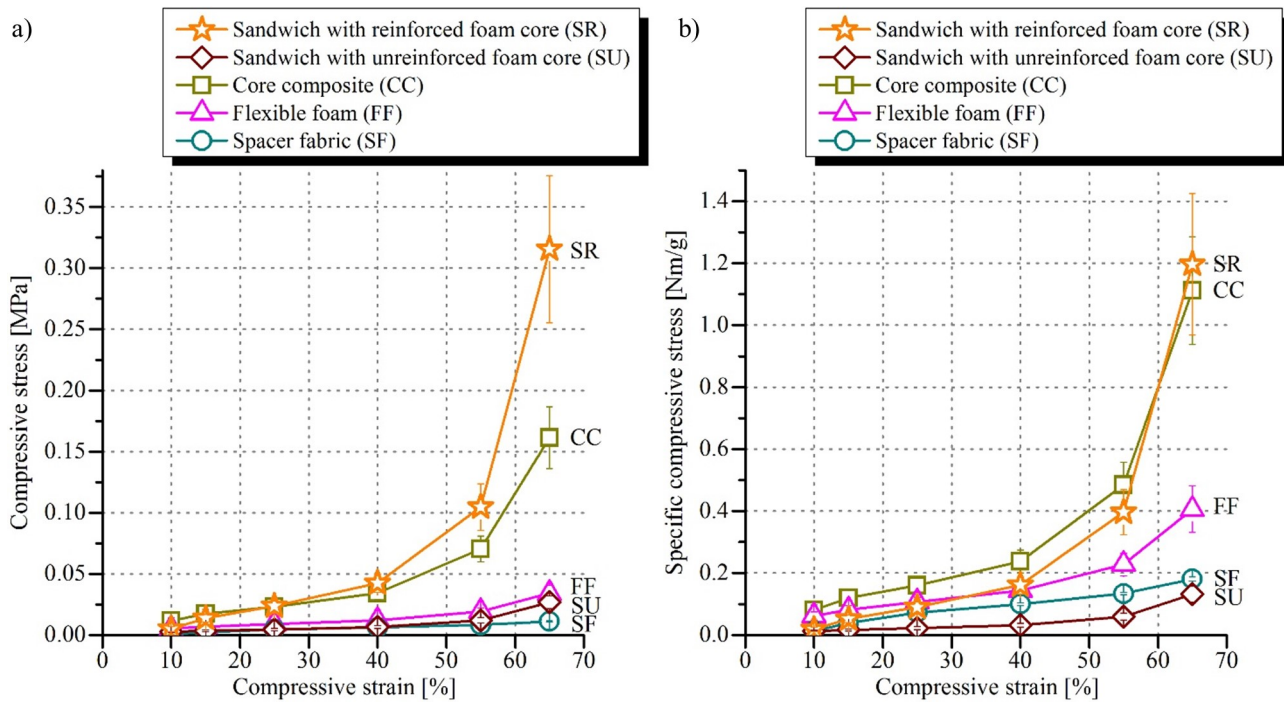 a)
Sandwich with reinforced foam core (SR)
Sandwich with unreinforced foam core (SU)
Core composite (CC)
Flexible foam (FF)
Spacer fabric (SF)
Compressive stress [MPa]
0.35
0.30
0.25
0.20
0.15
0.10
0.05
0.00
SR
CC
FF
SU
SF
0 10 20 30 40 50 60 70
Compressive strain [%]
b)
Sandwich with reinforced foam core (SR)
Sandwich with unreinforced foam core (SU)
Core composite (CC)
Flexible foam (FF)
Spacer fabric (SF)
Specific compressive stress [Nm/g]
1.4
1.2
1.0
0.8
0.6
0.4
0.2
0.0
SR
CC
FF
SF
SU
0 10 20 30 40 50 60 70
Compressive strain [%]